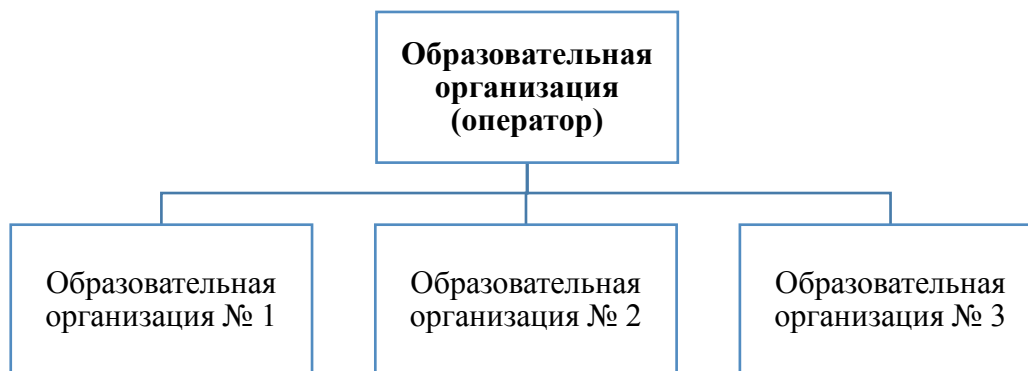 Образовательная
организация
(оператор)
Образовательная
организация № 1
Образовательная
организация № 2
Образовательная
организация № 3